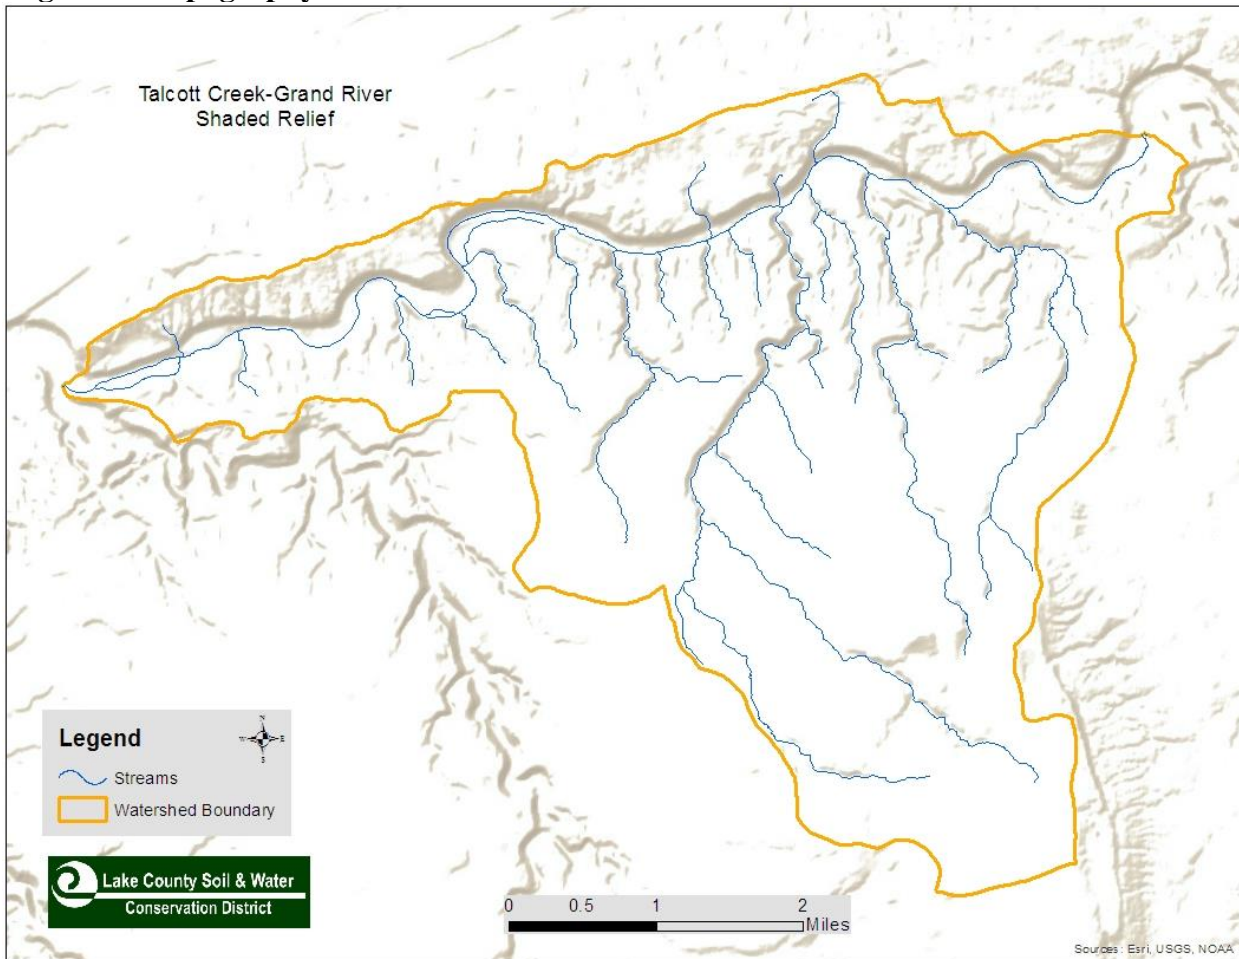 Talcott Creek-Grand River
Shaded Relief
Legend
N
W
E
S
Streams
Watershed Boundary
Lake County Soil & Water
Conservation District
0 0.5 1 2
Miles
Sources: Esri, USGS, NOAA